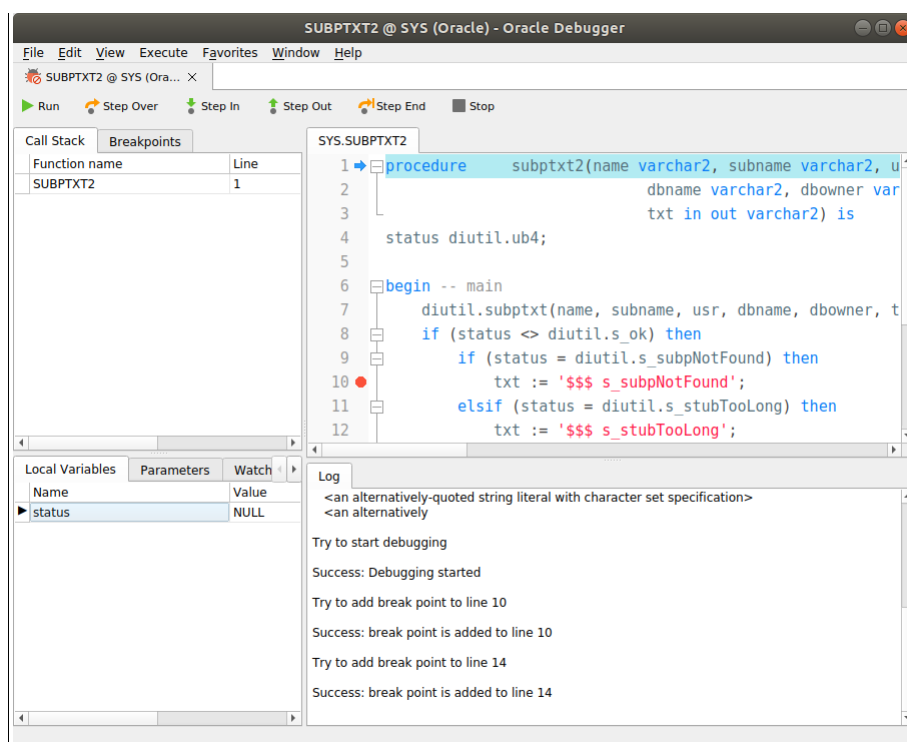 SUBPTXT2 @ SYS (Oracle) - Oracle Debugger
File Edit View Execute Favorites Window Help
SUBPTXT2 @ SYS (Ora...
Run Step Over Step In Step Out Step End Stop
Call Stack Breakpoints
Function name Line
SUBPTXT2 1
SYS.SUBPTXT2
1 procedure subptxt2(name varchar2, subname varchar2, u
2 dbname varchar2, dbowner var
3 txt in out varchar2) is
4 status diutil.ub4;
5
6 begin -- main
7 diutil.subptxt(name, subname, usr, dbname, dbowner, t
8 if (status <> diutil.s_ok) then
9 if (status = diutil.s_subpNotFound) then
10 txt := '$$$ s_subpNotFound';
11 elsif (status = diutil.s_stubTooLong) then
12 txt := '$$$ s_stubTooLong';
Local Variables Parameters Watch
Name Value
status NULL
Log
<an alternatively-quoted string literal with character set specification>
<an alternatively
Try to start debugging
Success: Debugging started
Try to add break point to line 10
Success: break point is added to line 10
Try to add break point to line 14
Success: break point is added to line 14